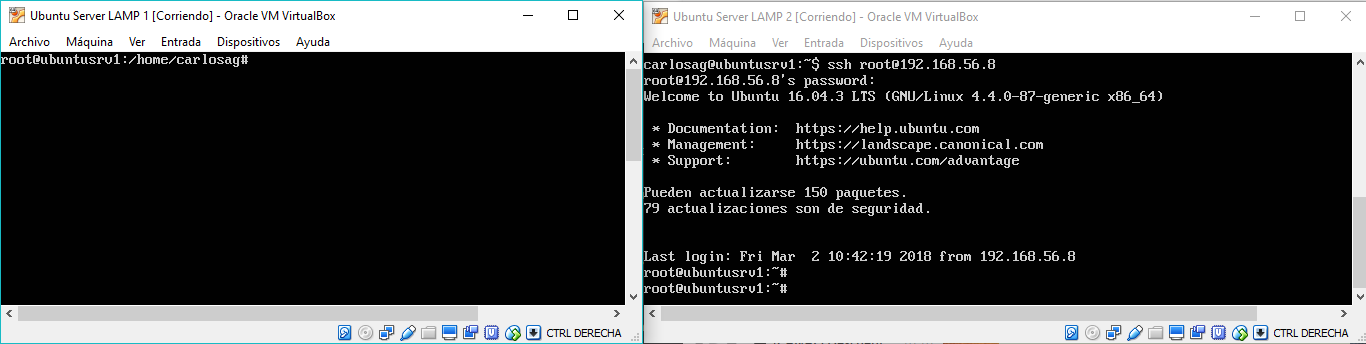 Ubuntu Server LAMP 1 [Corriendo] - Oracle VM VirtualBox
Archivo Máquina Ver Entrada Dispositivos Ayuda
root@ubuntusrv1:/home/carlosag#
CTRL DERECHA
Ubuntu Server LAMP 2 [Corriendo] - Oracle VM VirtualBox
Archivo Máquina Ver Entrada Dispositivos Ayuda
carlosag@ubuntusrv1:~$ ssh root@192.168.56.8
root@192.168.56.8's password:
Welcome to Ubuntu 16.04.3 LTS (GNU/Linux 4.4.0-87-generic x86_64)
* Documentation: https://help.ubuntu.com
* Management: https://landscape.canonical.com
* Support: https://ubuntu.com/advantage
Pueden actualizarse 150 paquetes.
79 actualizaciones son de seguridad.
Last login: Fri Mar 2 10:42:19 2018 from 192.168.56.8
root@ubuntusrv1:~#
root@ubuntusrv1:~#
CTRL DERECHA